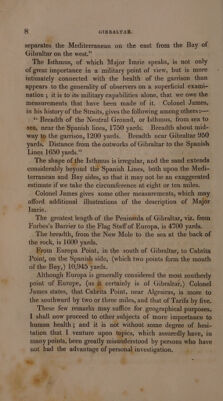 8 GIBRALTAR.
separates the Mediterranean on the east from the Bay of
Gibraltar on the west."
The Isthmus, of which Major Imrie speaks, is not only
of great importance in a military point of view, but is more
intimately connected with the health of the garrison than
appears to the generality of observers on a superficial exami-
nation ; it is to its military capabilities alone, that we owe the
measurements that have been made of it. Colonel James,
in his history of the Straits, gives the following among others :—
" Breadth of the Neutral Ground, or Isthmus, from sea to
sea, near the Spanish lines, 1750 yards. Breadth about mid-
way to the garrison, 1200 yards. Breadth near Gibraltar 950
yards. Distance from the outworks of Gibraltar to the Spanish
Lines 1650 yards."
The shape of the Isthmus is irregular, and the sand extends
considerably beyond the Spanish Lines, both upon the Medi-
terranean and Bay sides, so that it may not be an exaggerated
estimate if we take the circumference at eight or ten miles.
Colonel James gives some other measurements, which may
afford additional illustrations of the description of Major
Imrie.
The greatest length of the Peninsula of Gibraltar, viz. from
Forbes's Barrier to the Flag Staff of Europa, is 4700 yards.
The breadth, from the New Mole to the sea at the back of
the rock, is 1600 yards.
From Europa Point, in the south of Gibraltar, to Cabrita
Point, on the Spanish side, (which two points form the mouth
of the Bay,) 10,945 yards.
Although Europa is generally considered the most southerly
point of Europe, (as it certainly is of Gibraltar,) Colonel
James states, that Cabrita Point, near Algeziras, is more to
the southward by two or three miles, and that of Tarifa by five.
These few remarks may suffice for geographical purposes.
I shall now proceed to other subjects of more importance to
human health ; and it is not without some degree of hesi-
tation that I venture upon topics, which assuredly have, in
many points, been greatly misunderstood by persons who have
not had the advantage of personal investigation.